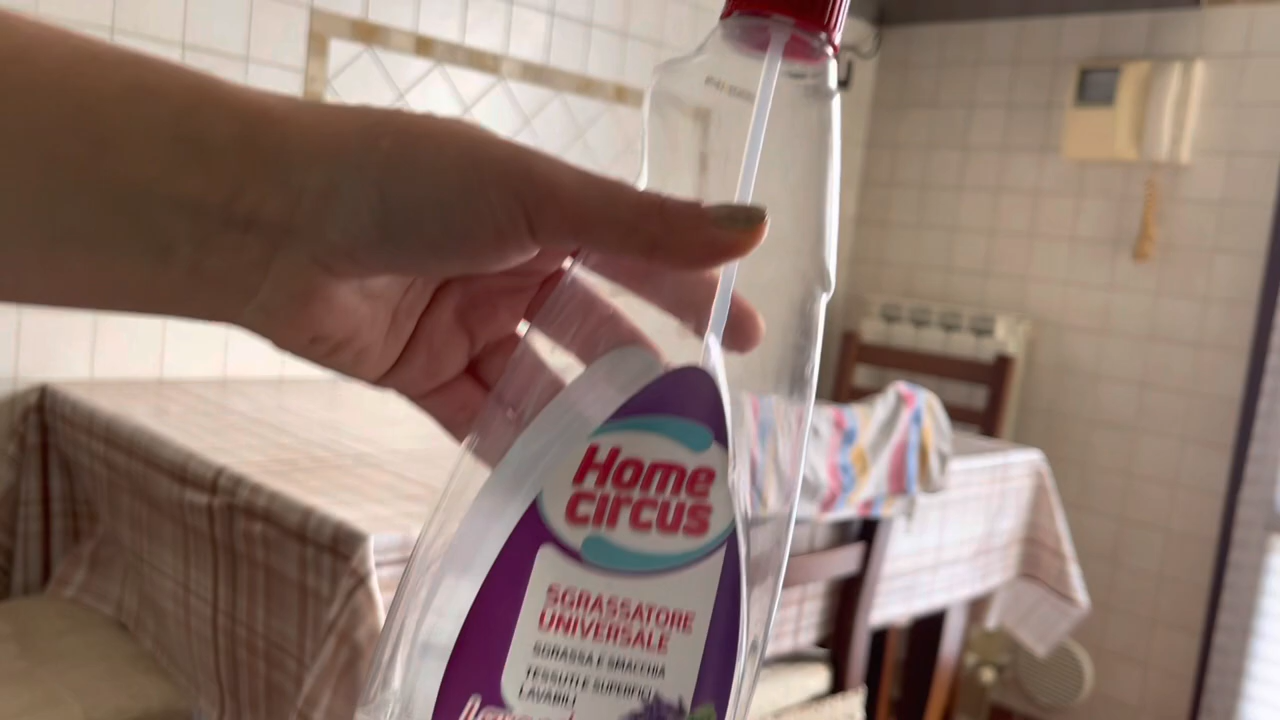 Home
circus
SGRASSATORE
UNIVERSALE
SGRASSA E SMACCHIA
TESSUTI E SUPERFICI
LAVABILI